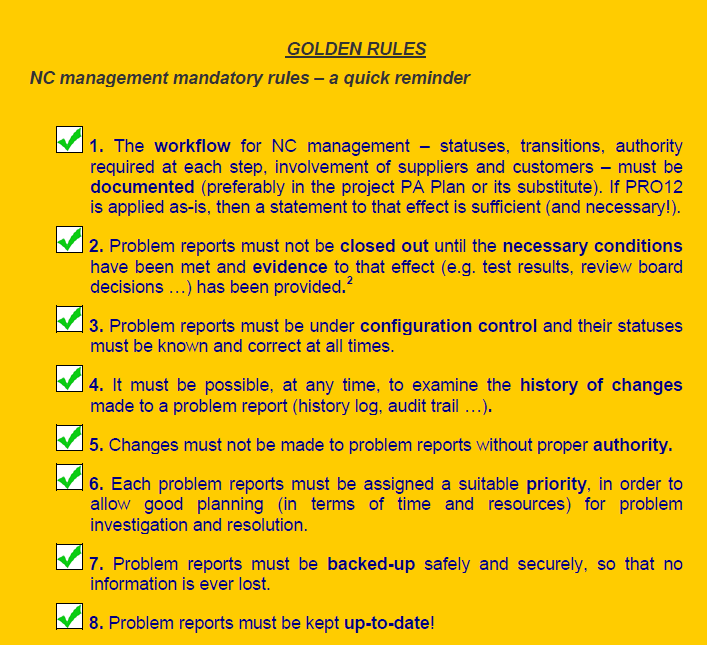 GOLDEN RULES
NC management mandatory rules – a quick reminder
1. The workflow for NC management – statuses, transitions, authority
required at each step, involvement of suppliers and customers – must be
documented (preferably in the project PA Plan or its substitute). If PRO12
is applied as-is, then a statement to that effect is sufficient (and necessary!).
2. Problem reports must not be closed out until the necessary conditions
have been met and evidence to that effect (e.g. test results, review board
decisions …) has been provided.2
3. Problem reports must be under configuration control and their statuses
must be known and correct at all times.
4. It must be possible, at any time, to examine the history of changes
made to a problem report (history log, audit trail …).
5. Changes must not be made to problem reports without proper authority.
6. Each problem reports must be assigned a suitable priority, in order to
allow good planning (in terms of time and resources) for problem
investigation and resolution.
7. Problem reports must be backed-up safely and securely, so that no
information is ever lost.
8. Problem reports must be kept up-to-date!